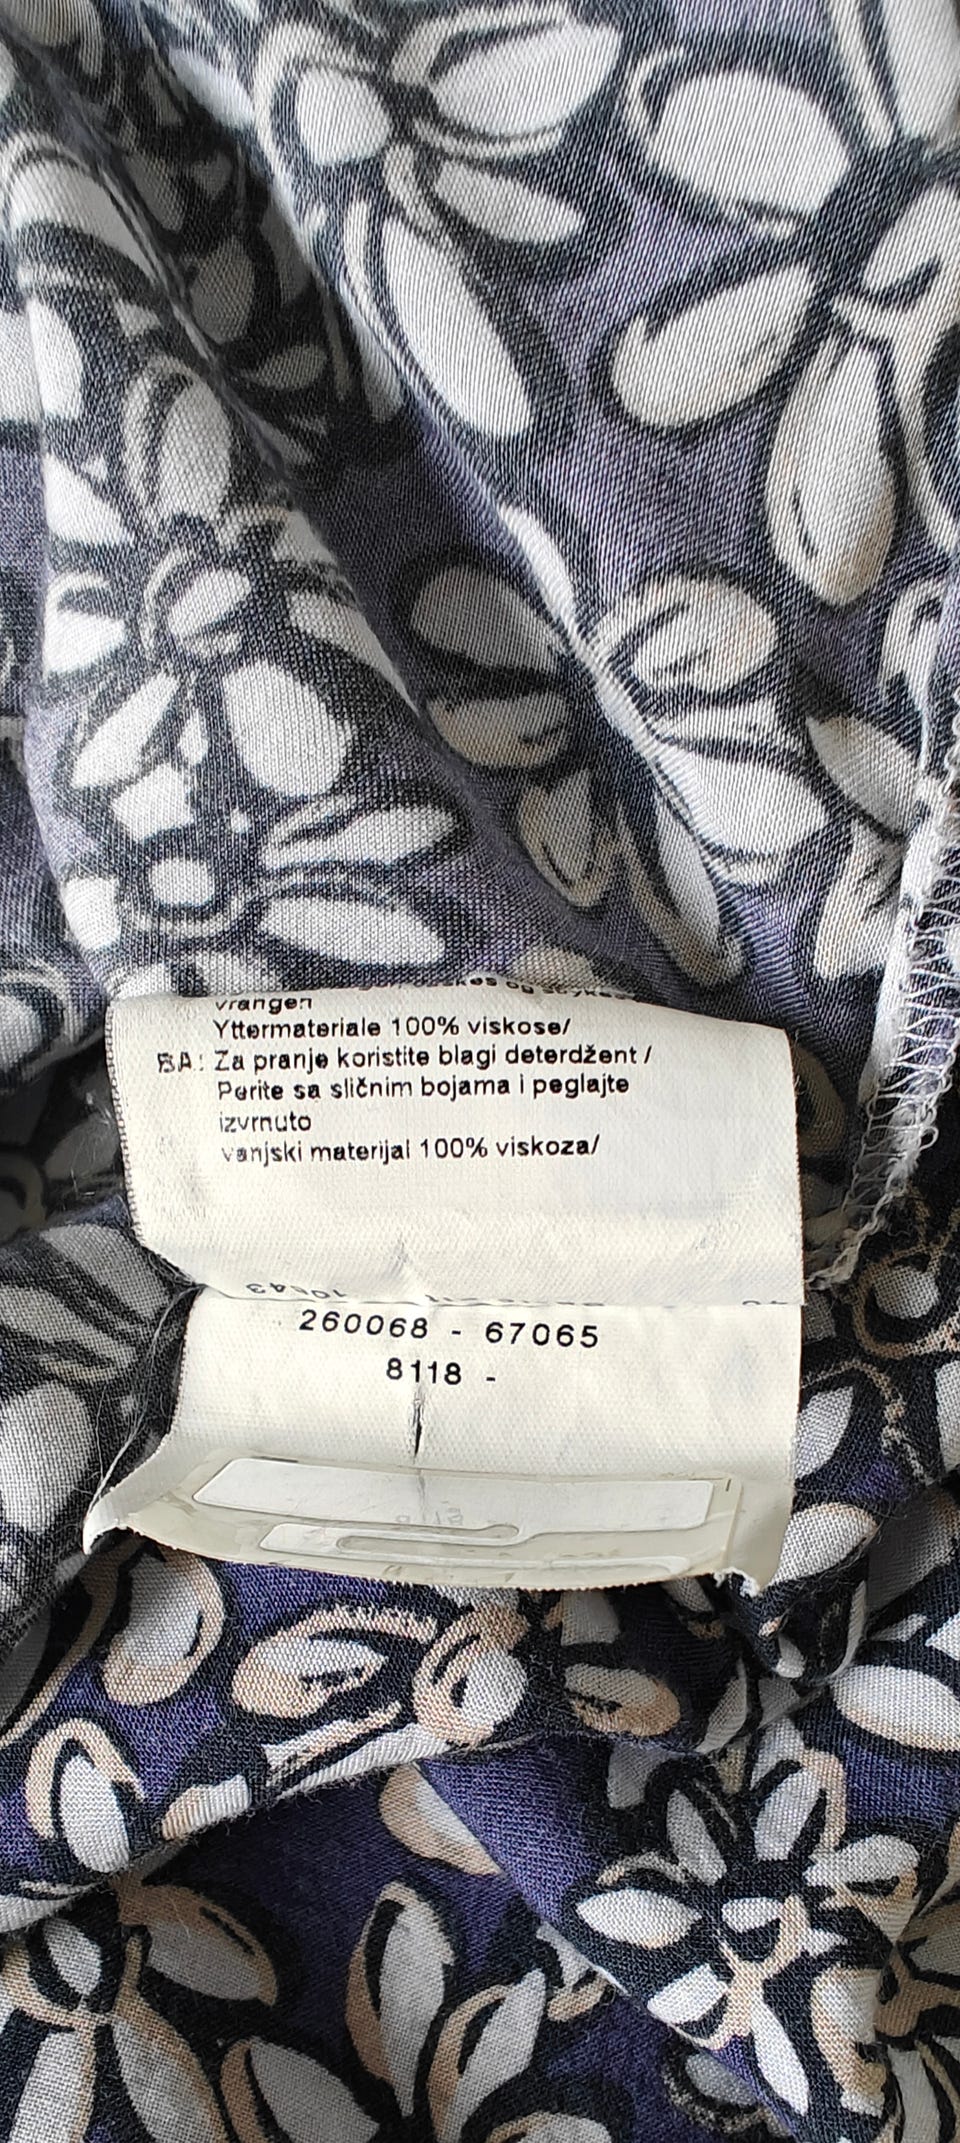 vrangen
Yttermateriale 100% viskose/
BA: Za pranje koristite blagi deterdžent /
Perite sa sličnim bojama i peglajte
izvrnuto
vanjski materijal 100% viskoza/
260068 - 67065
8118 -